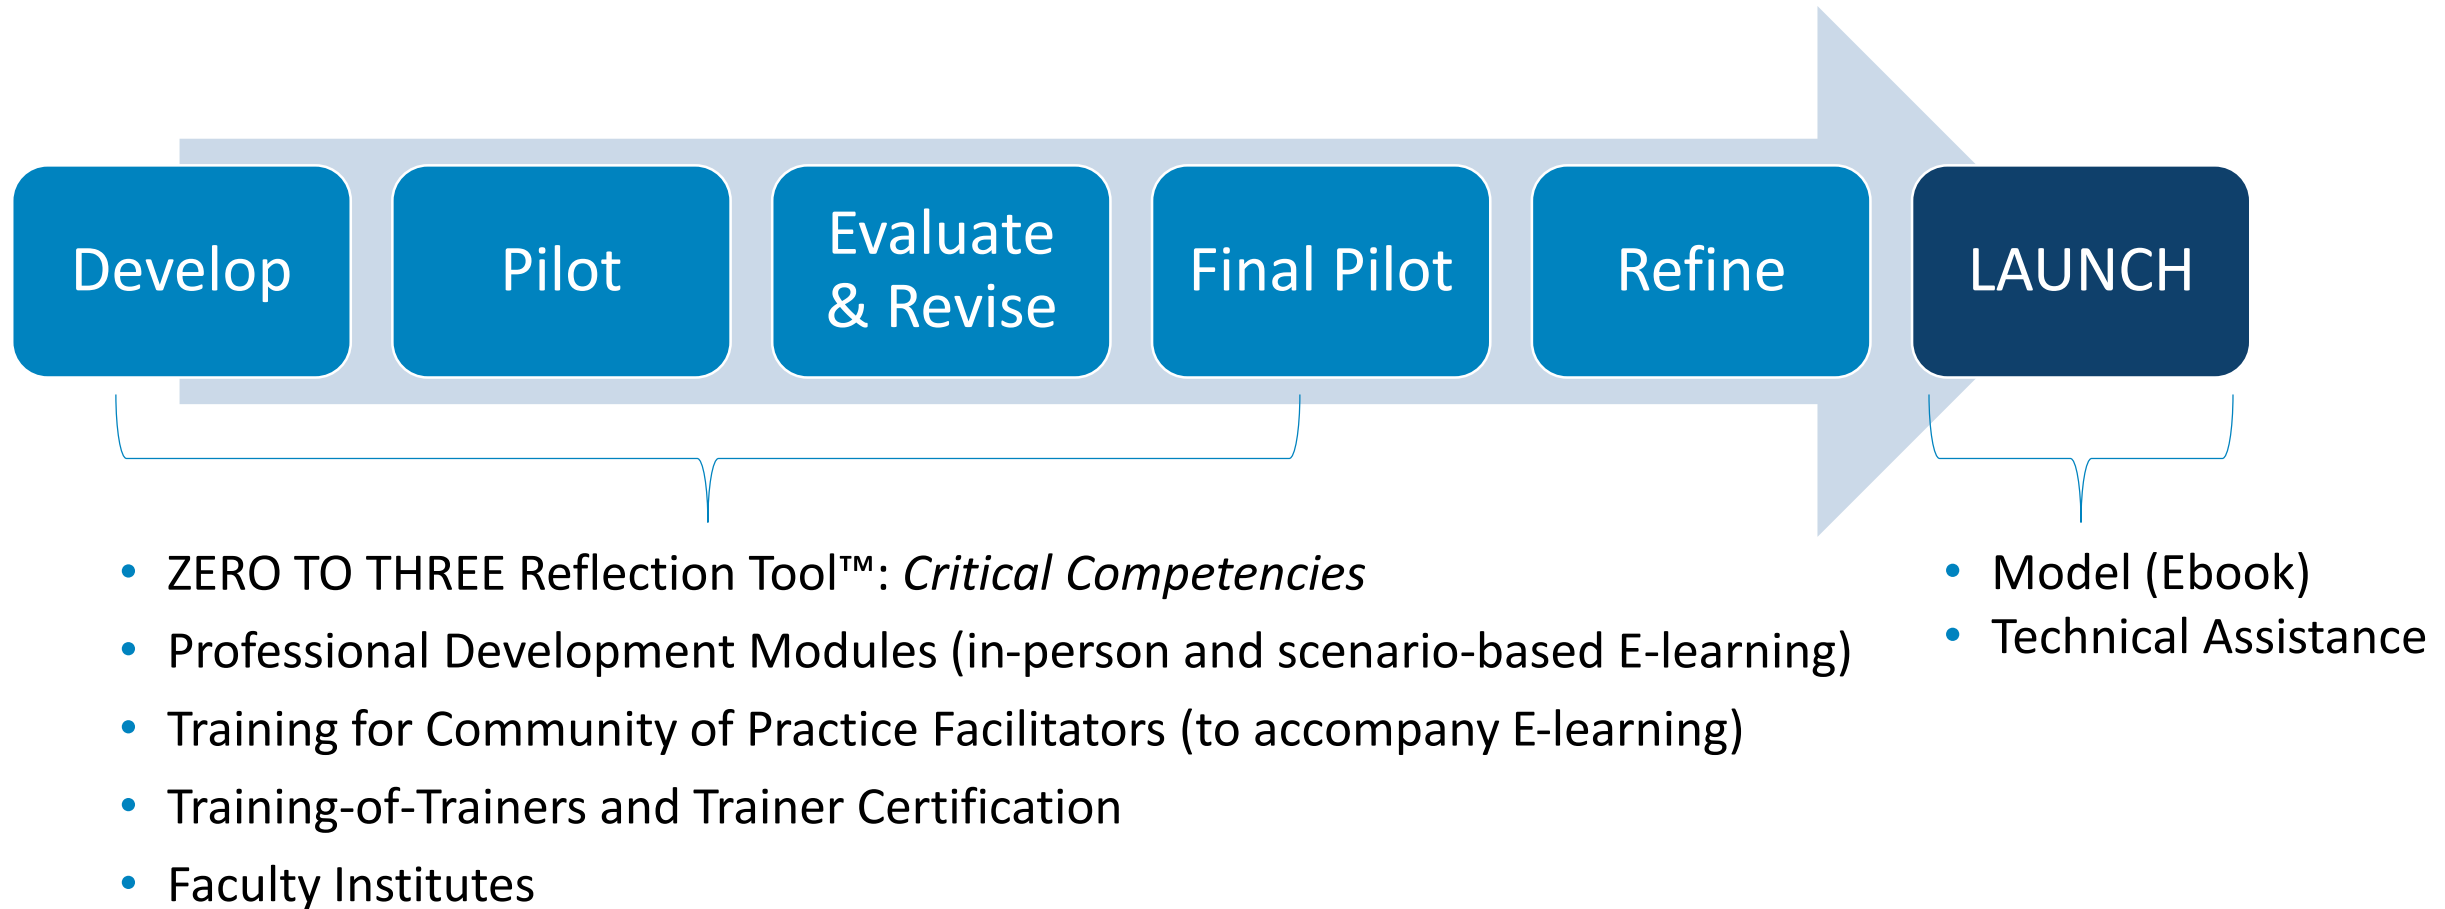 Develop
Pilot
Evaluate
& Revise
Final Pilot
Refine
LAUNCH
• ZERO TO THREE Reflection Tool™: Critical Competencies
• Professional Development Modules (in-person and scenario-based E-learning)
• Training for Community of Practice Facilitators (to accompany E-learning)
• Training-of-Trainers and Trainer Certification
• Faculty Institutes
• Model (Ebook)
• Technical Assistance